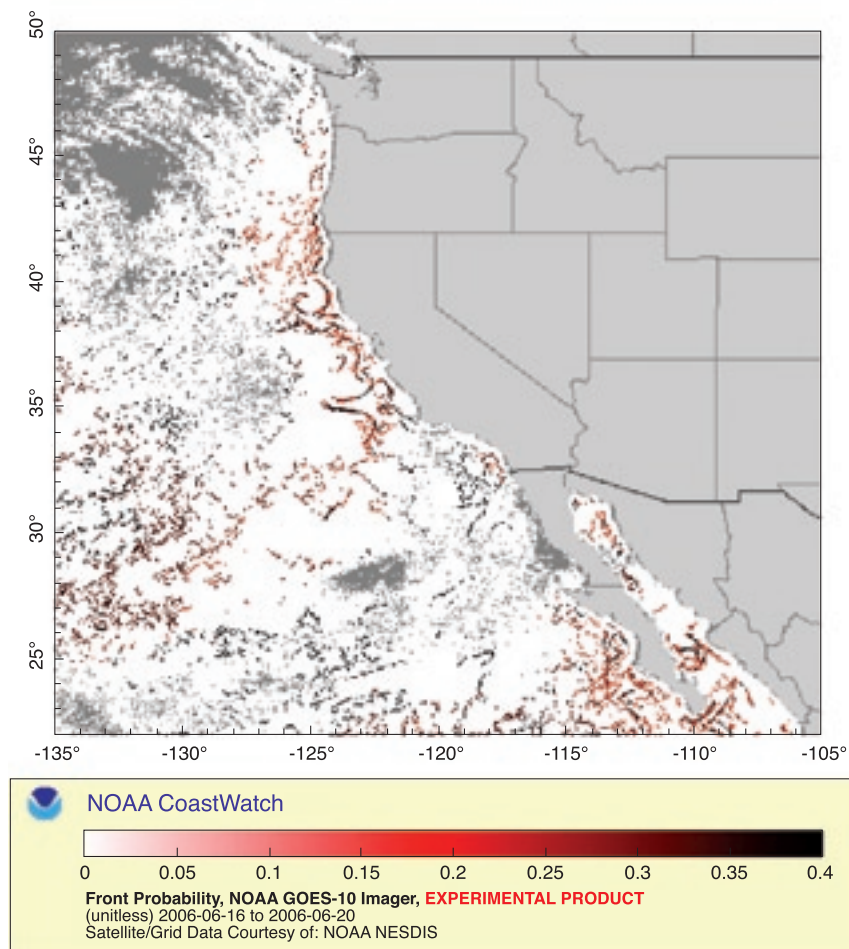 50°
45°
40°
35°
30°
25°
-135° -130° -125° -120° -115° -110° -105°
NOAA CoastWatch
0 0.05 0.1 0.15 0.2 0.25 0.3 0.35 0.4
Front Probability, NOAA GOES-10 Imager, EXPERIMENTAL PRODUCT
(unitless) 2006-06-16 to 2006-06-20
Satellite/Grid Data Courtesy of: NOAA NESDIS